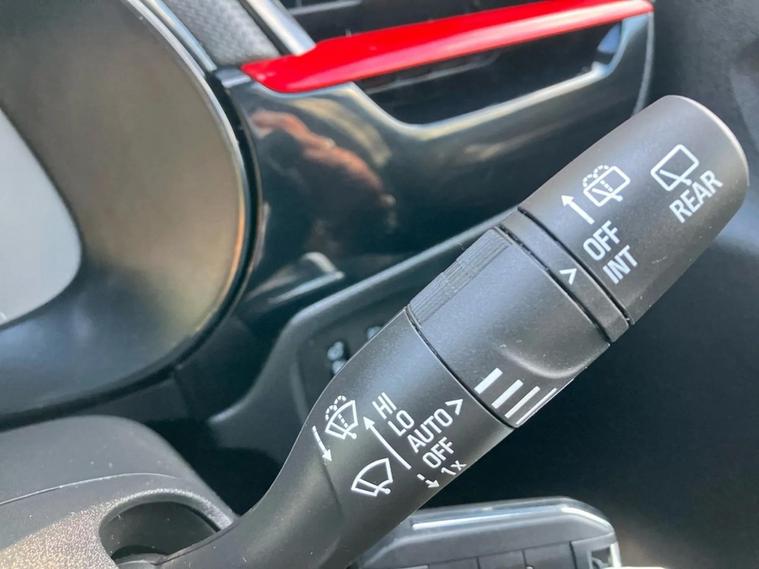 REAR
OFF
INT
HI
LO
AUTO
OFF
1x